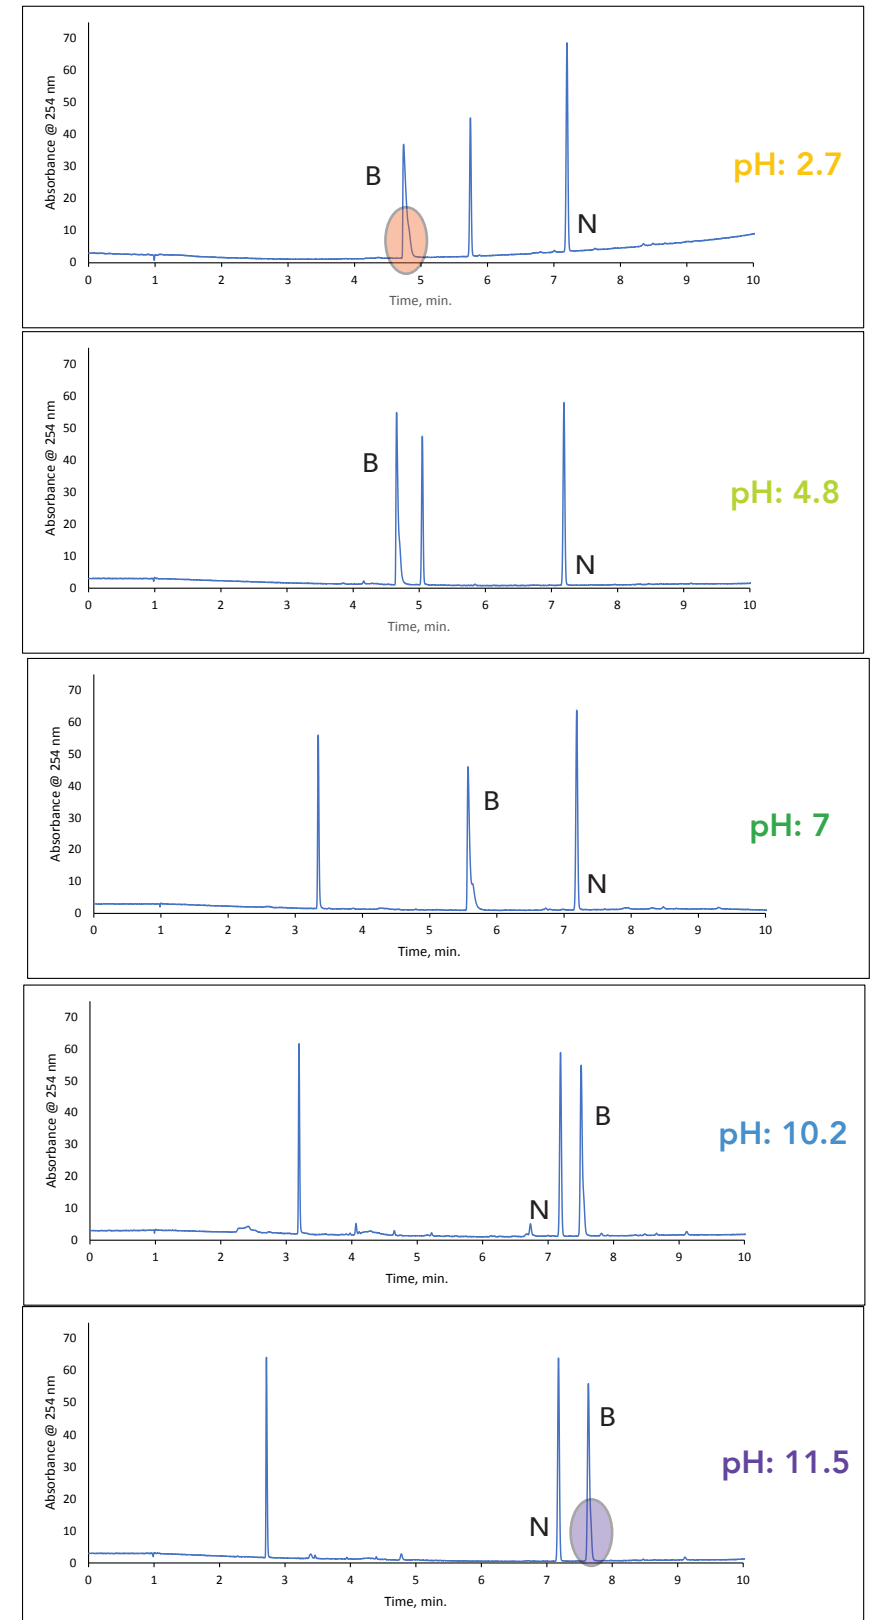 Absorbance @ 254 nm
70
60
50
40
30
20
10
0
B
N
pH: 2.7
0 1 2 3 4 5 6 7 8 9 10
Time, min.
Absorbance @ 254 nm
70
60
50
40
30
20
10
0
B
N
pH: 4.8
0 1 2 3 4 5 6 7 8 9 10
Time, min.
Absorbance @ 254 nm
70
60
50
40
30
20
10
0
B
N
pH: 7
0 1 2 3 4 5 6 7 8 9 10
Time, min.
Absorbance @ 254 nm
70
60
50
40
30
20
10
0
B
N
pH: 10.2
0 1 2 3 4 5 6 7 8 9 10
Time, min.
Absorbance @ 254 nm
70
60
50
40
30
20
10
0
B
N
pH: 11.5
0 1 2 3 4 5 6 7 8 9 10
Time, min.